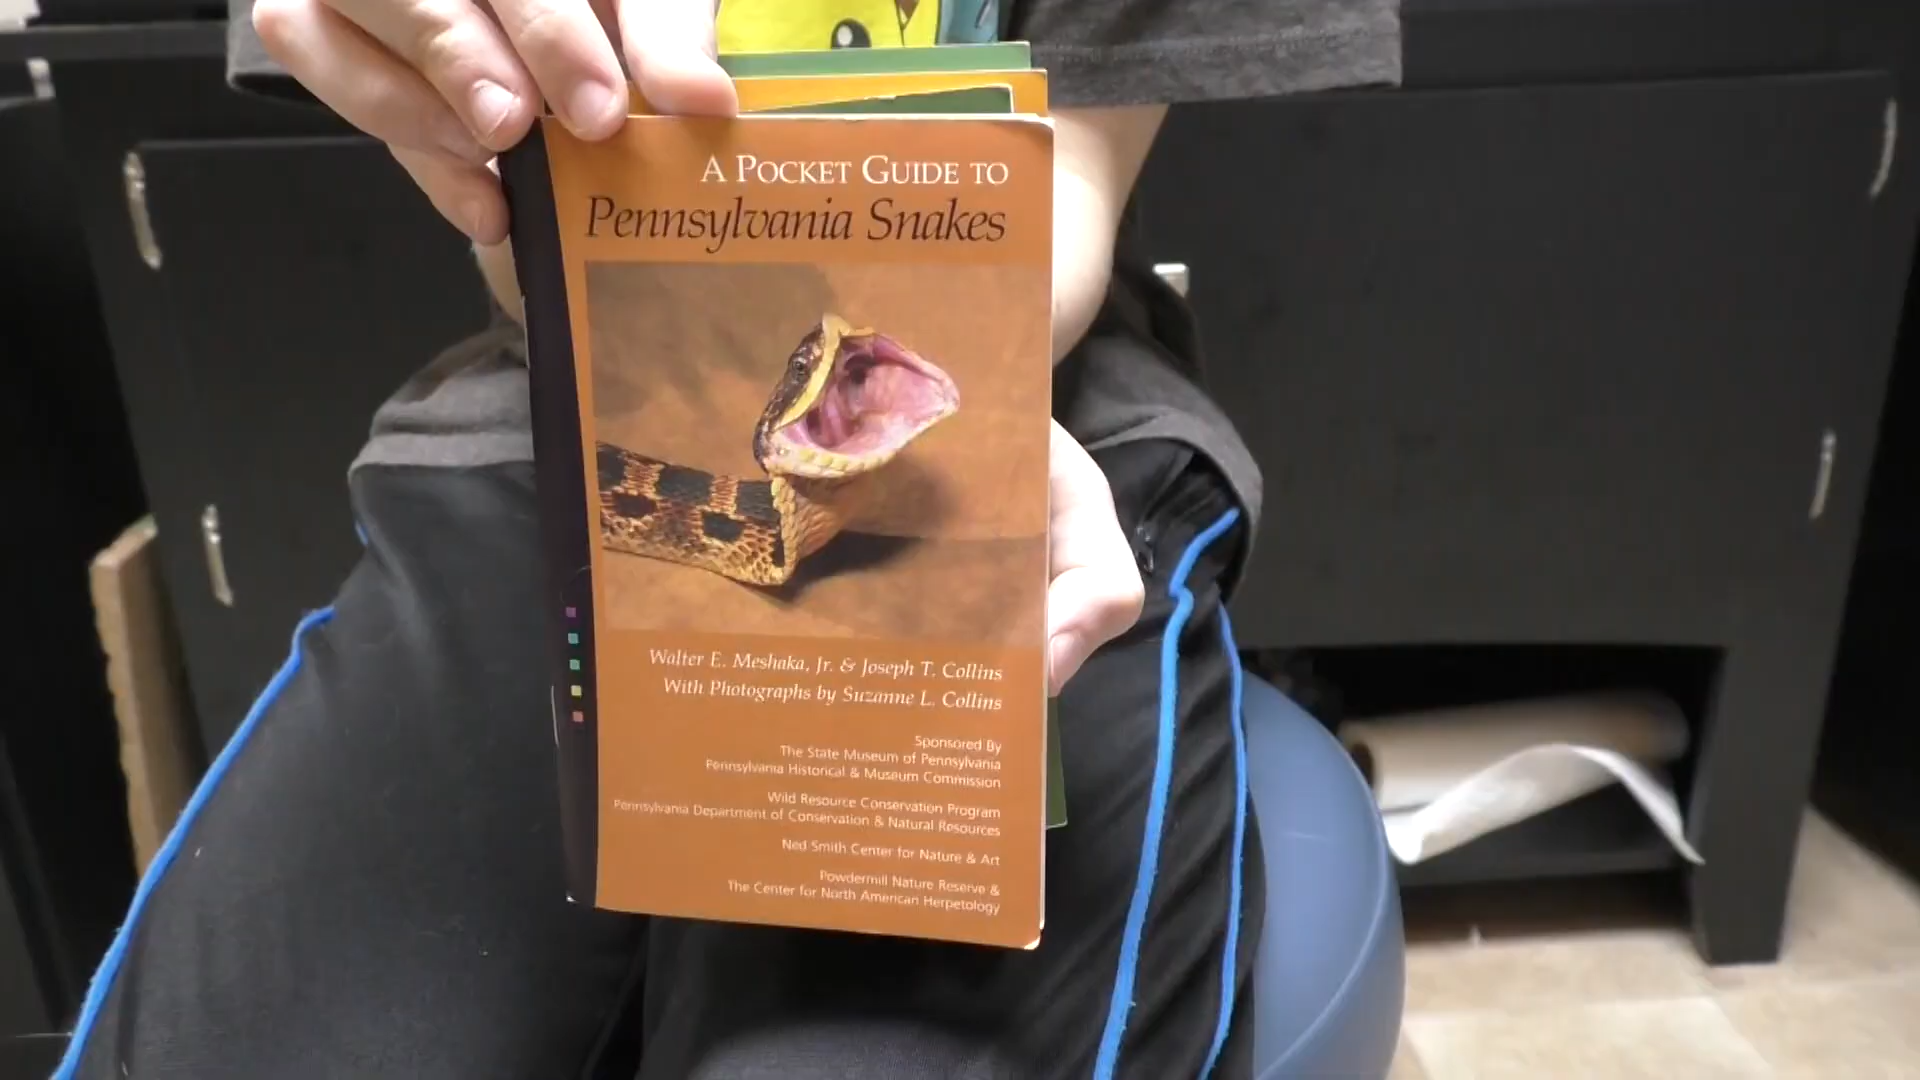 A POCKET GUIDE TO
Pennsylvania Snakes
Walter E. Meshaka, Jr. & Joseph T. Collins
With Photographs by Suzanne L. Collins
Sponsored By
The State Museum of Pennsylvania
Pennsylvania Historical & Museum Commission
Wild Resource Conservation Program
Pennsylvania Department of Conservation & Natural Resources
Ned Smith Center for Nature & Art
Powdermill Nature Reserve &
The Center for North American Herpetology